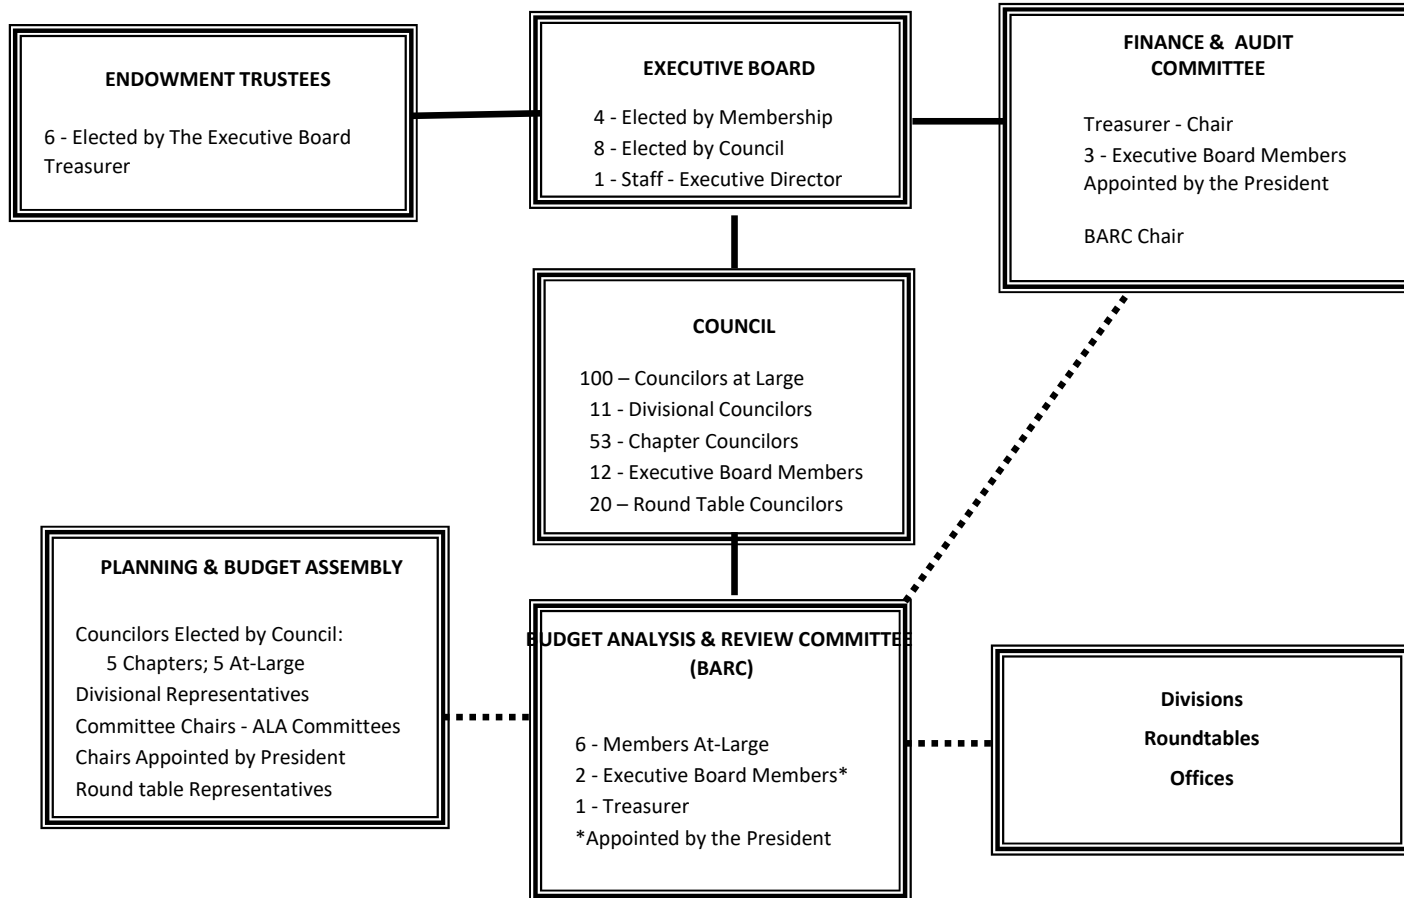 ENDOWMENT TRUSTEES
6 - Elected by The Executive Board
Treasurer
EXECUTIVE BOARD
4 - Elected by Membership
8 - Elected by Council
1 - Staff - Executive Director
FINANCE & AUDIT
COMMITTEE
Treasurer - Chair
3 - Executive Board Members
Appointed by the President
BARC Chair
COUNCIL
100 – Councilors at Large
11 - Divisional Councilors
53 - Chapter Councilors
12 - Executive Board Members
20 – Round Table Councilors
PLANNING & BUDGET ASSEMBLY
Councilors Elected by Council:
5 Chapters; 5 At-Large
Divisional Representatives
Committee Chairs - ALA Committees
Chairs Appointed by President
Round table Representatives
BUDGET ANALYSIS & REVIEW COMMITTEE
(BARC)
6 - Members At-Large
2 - Executive Board Members*
1 - Treasurer
*Appointed by the President
Divisions
Roundtables
Offices